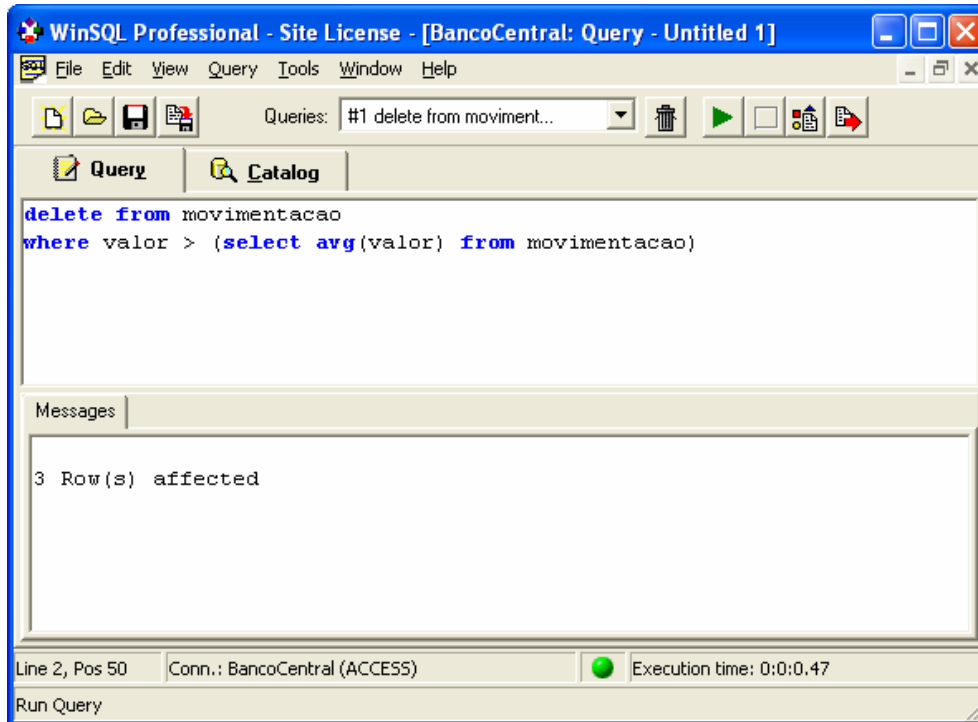 WinSQL Professional - Site License - [BancoCentral: Query - Untitled 1]
File Edit View Query Tools Window Help
Queries: #1 delete from moviment...
Query Catalog
delete from movimentacao
where valor > (select avg(valor) from movimentacao)
Messages
3 Row(s) affected
Line 2, Pos 50 Conn.: BancoCentral (ACCESS) Execution time: 0:0:0.47
Run Query